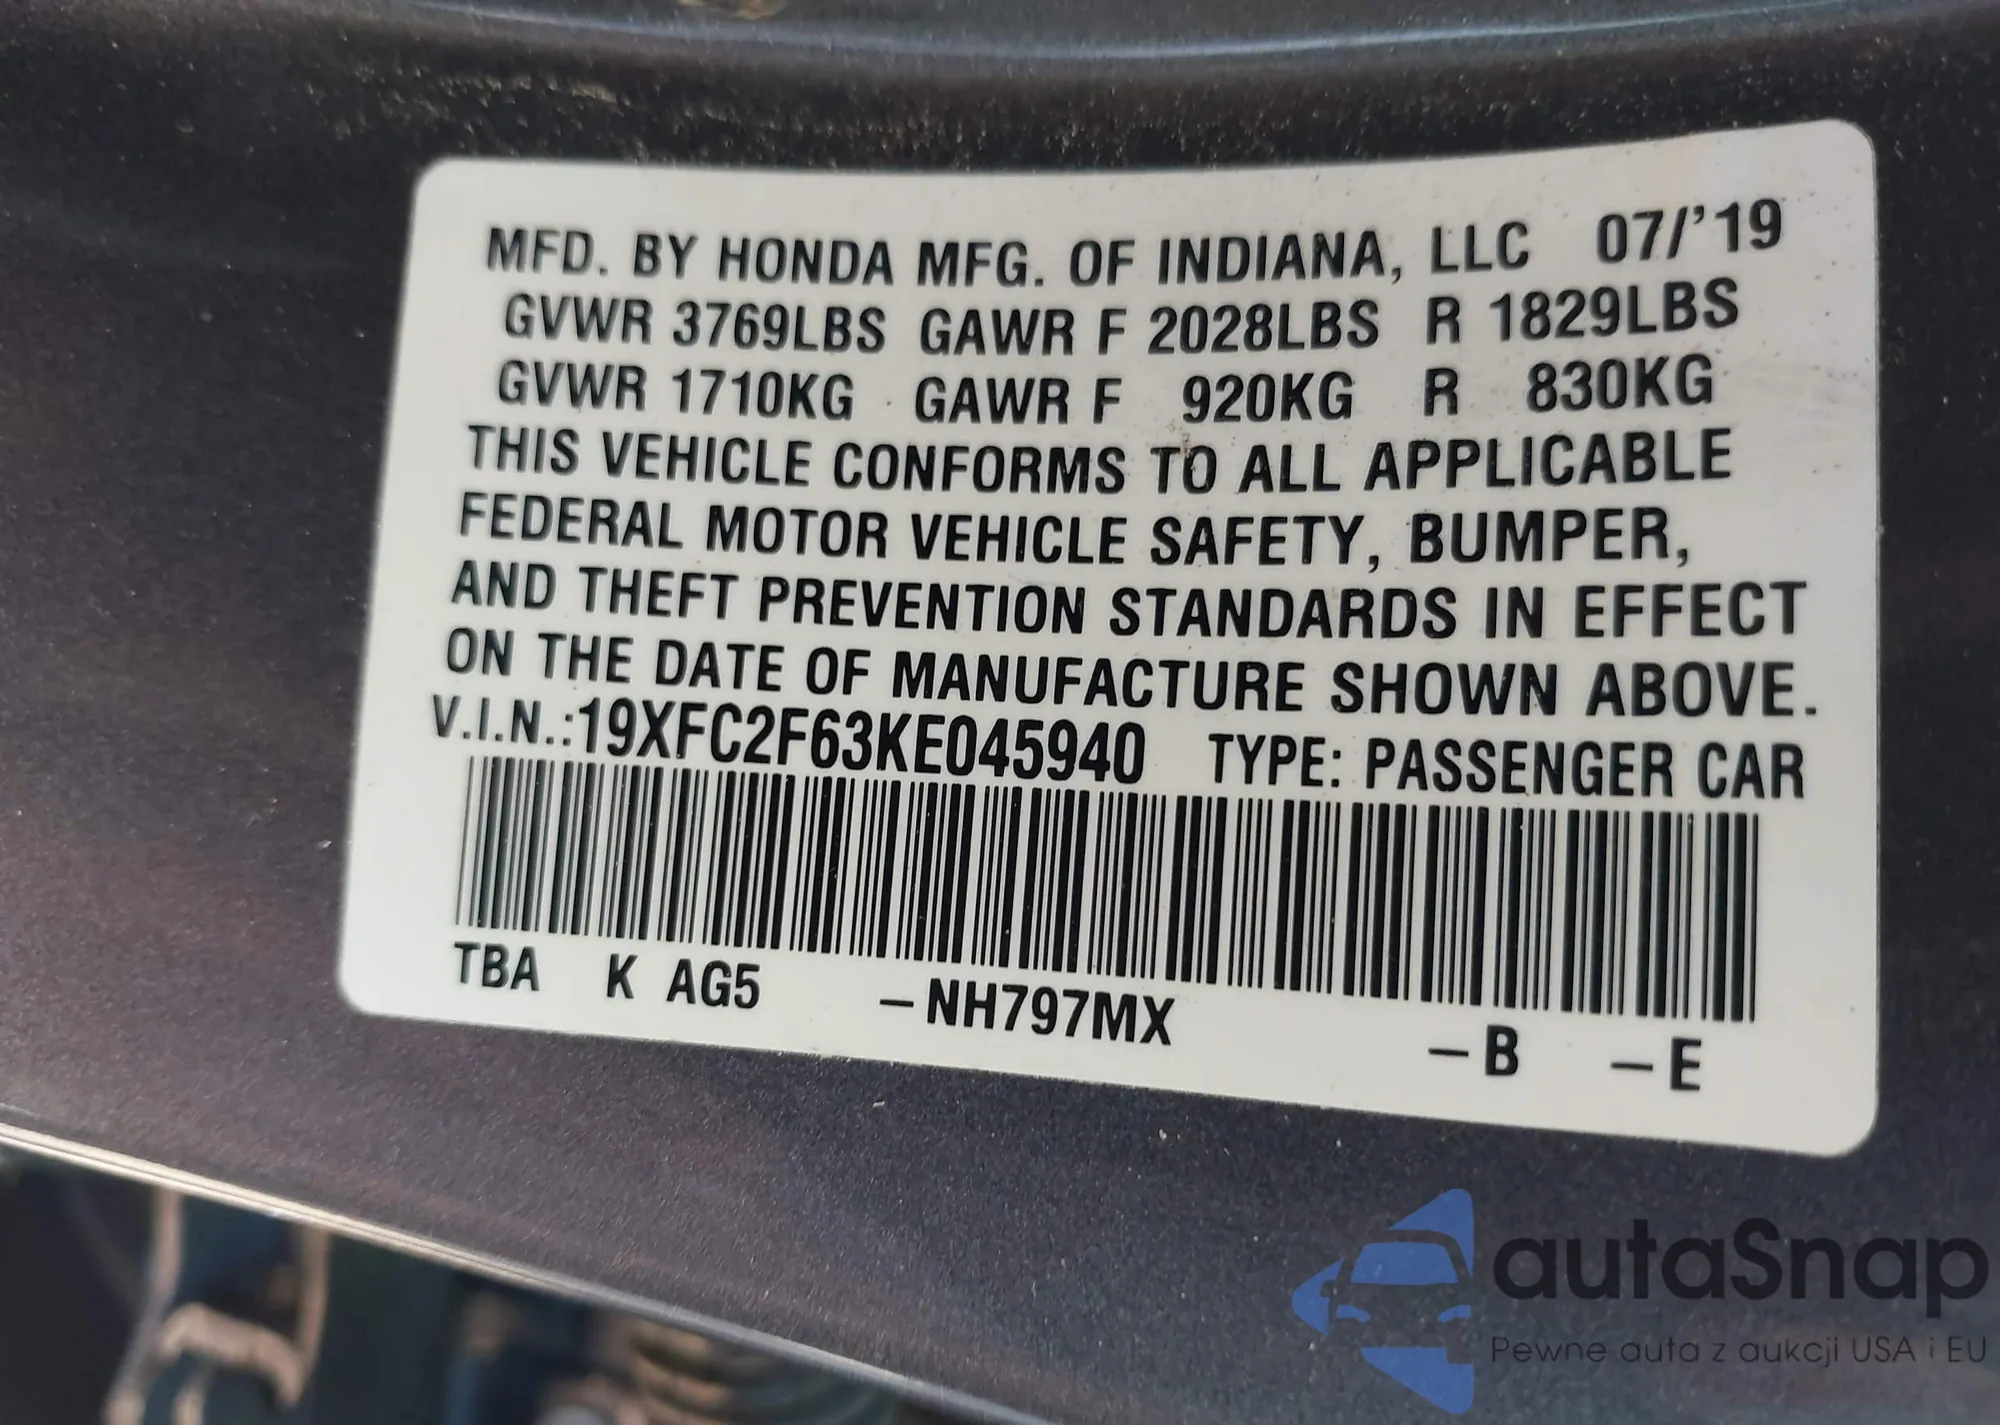 MFD. BY HONDA MFG. OF INDIANA, LLC 07/'19
GVWR 3769LBS GAWR F 2028LBS R 1829LBS
GVWR 1710KG GAWR F 920KG R 830KG
THIS VEHICLE CONFORMS TO ALL APPLICABLE
FEDERAL MOTOR VEHICLE SAFETY, BUMPER,
AND THEFT PREVENTION STANDARDS IN EFFECT
ON THE DATE OF MANUFACTURE SHOWN ABOVE.
V.I.N.:19XFC2F63KE045940 TYPE: PASSENGER CAR
TBA K AG5 –NH797MX –B –E
autaSnap
Pewne auta z aukcji USA i EU